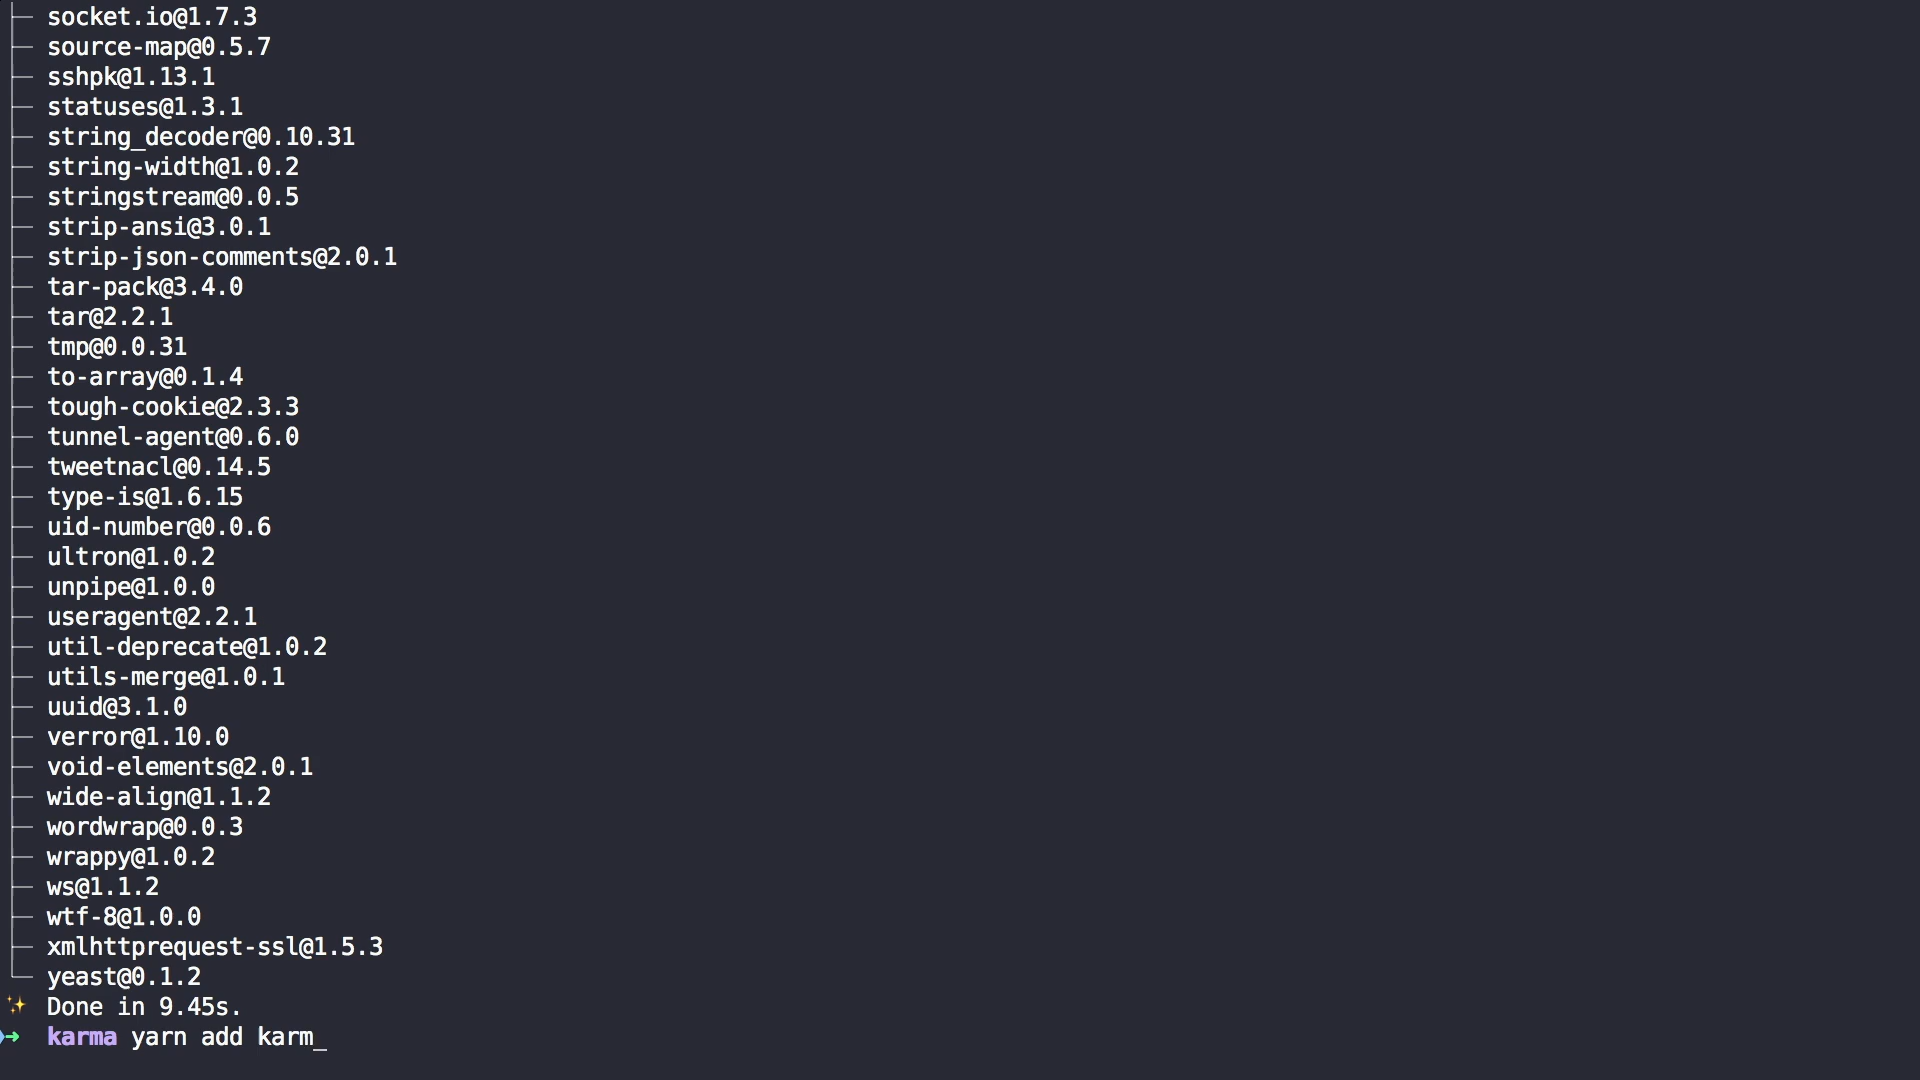 ├─ socket.io@1.7.3
├─ source-map@0.5.7
├─ sshpk@1.13.1
├─ statuses@1.3.1
├─ string_decoder@0.10.31
├─ string-width@1.0.2
├─ stringstream@0.0.5
├─ strip-ansi@3.0.1
├─ strip-json-comments@2.0.1
├─ tar-pack@3.4.0
├─ tar@2.2.1
├─ tmp@0.0.31
├─ to-array@0.1.4
├─ tough-cookie@2.3.3
├─ tunnel-agent@0.6.0
├─ tweetnacl@0.14.5
├─ type-is@1.6.15
├─ uid-number@0.0.6
├─ ultron@1.0.2
├─ unpipe@1.0.0
├─ useragent@2.2.1
├─ util-deprecate@1.0.2
├─ utils-merge@1.0.1
├─ uuid@3.1.0
├─ verror@1.10.0
├─ void-elements@2.0.1
├─ wide-align@1.1.2
├─ wordwrap@0.0.3
├─ wrappy@1.0.2
├─ ws@1.1.2
├─ wtf-8@1.0.0
├─ xmlhttprequest-ssl@1.5.3
└─ yeast@0.1.2
✨ Done in 9.45s.
➜ karma yarn add karm_